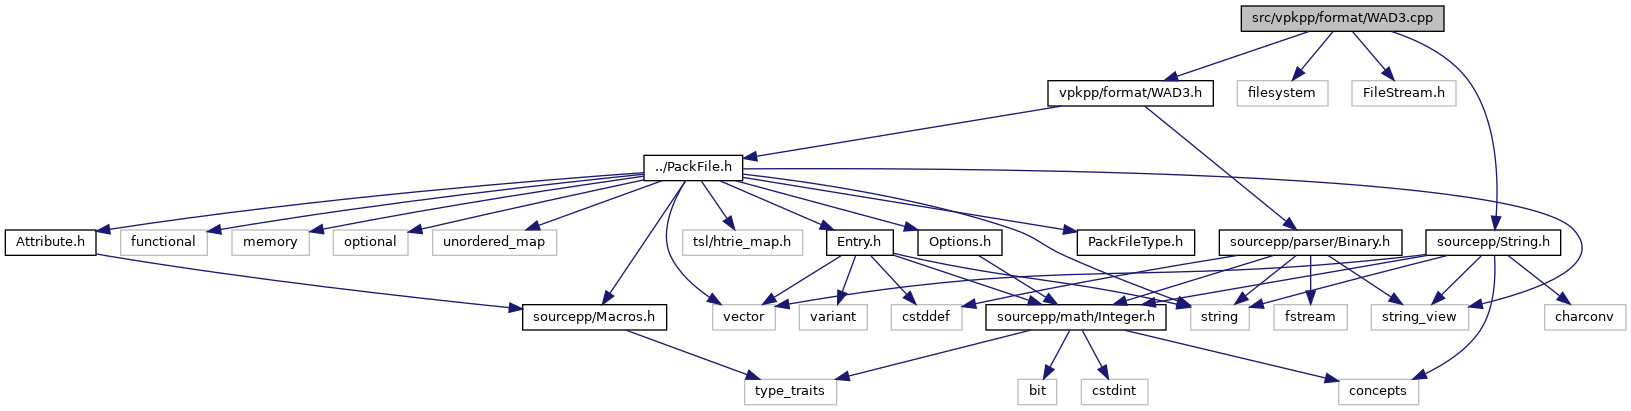 src/vpkpp/format/WAD3.cpp
vpkpp/format/WAD3.h
filesystem
FileStream.h
../PackFile.h
Attribute.h
functional
memory
optional
unordered_map
tsl/htrie_map.h
Entry.h
Options.h
PackFileType.h
sourcepp/parser/Binary.h
sourcepp/String.h
sourcepp/Macros.h
vector
variant
cstddef
sourcepp/math/Integer.h
string
fstream
string_view
charconv
type_traits
bit
cstdint
concepts